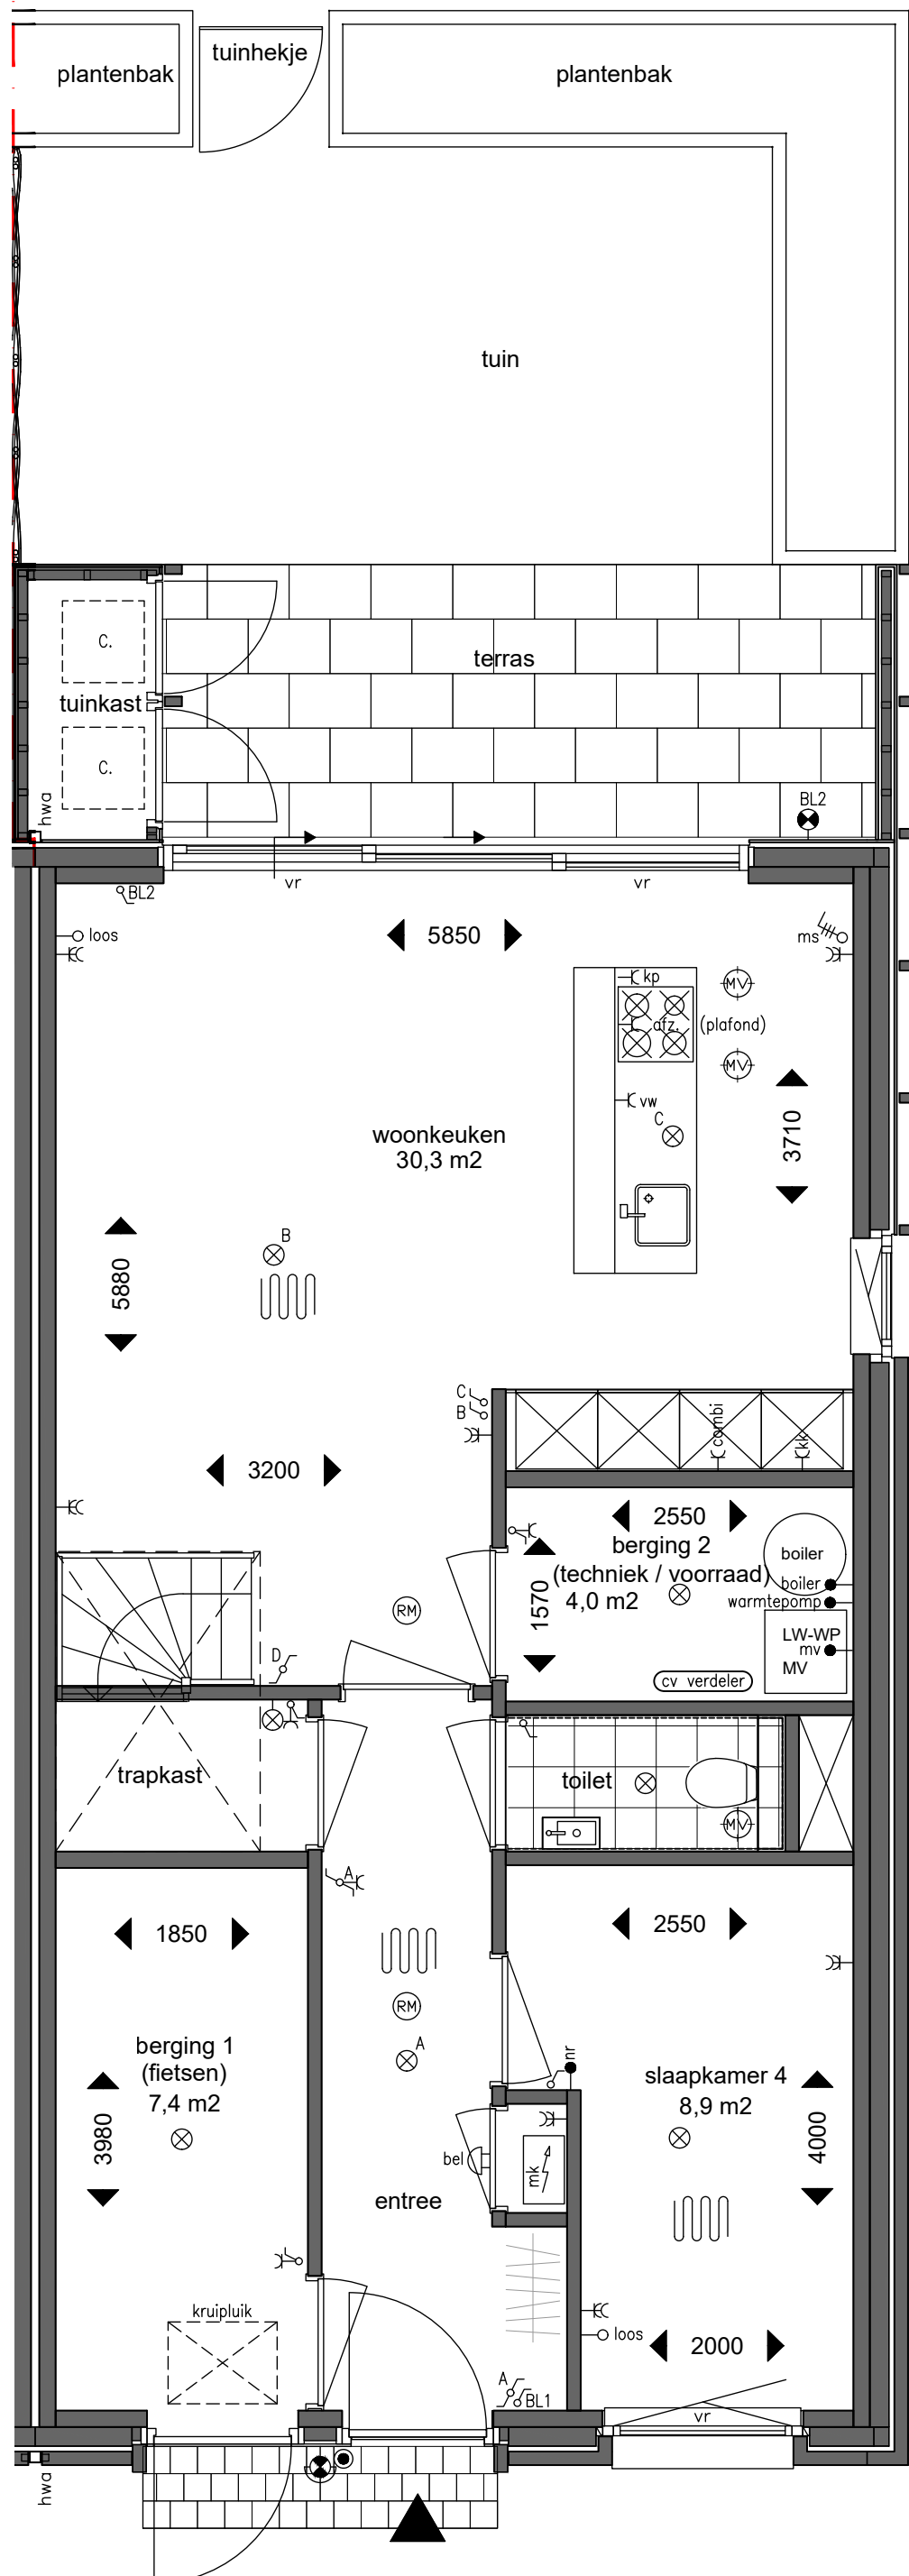 tuinhekje
plantenbak
plantenbak
tuin
C.
terras
tuinkast
C.
hwa
BL2
vr
vr
BL2
loos
5850
ms
kp
MV
afz.
(plafond)
MV
vw
C
3710
woonkeuken
30,3 m2
B
5880
C
B
combi
kk
3200
2550
berging 2
(techniek / voorraad)
4,0 m2
1570
boiler
boiler
warmtepomp
LW-WP
mv
MV
cv verdeler
RM
D
trapkast
toilet
MV
A
1850
2550
RM
A
berging 1
(fietsen)
7,4 m2
3980
nr
slaapkamer 4
8,9 m2
4000
bel
mk
entree
kruipluik
loos
2000
A
BL1
vr
hwa